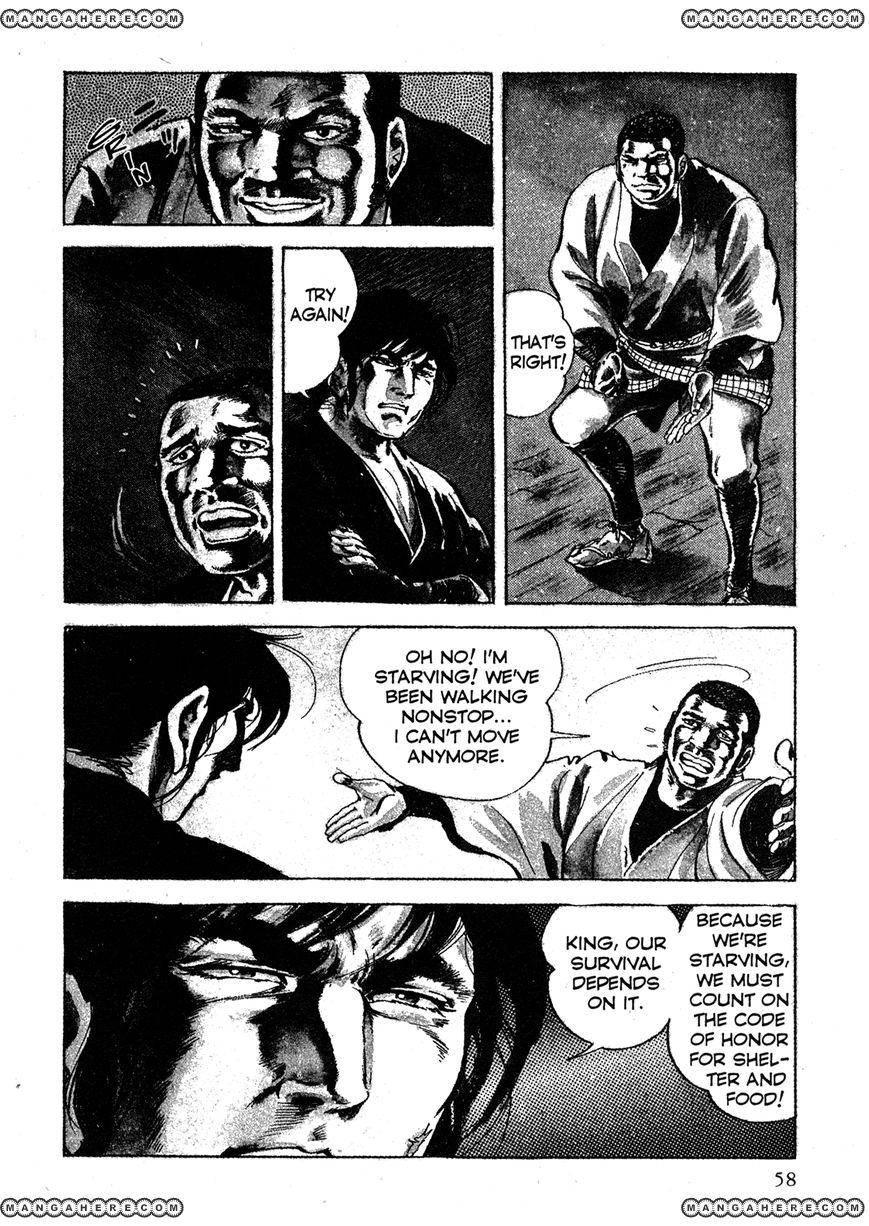 MANGAHERE.COM
MANGAHERE.COM
THAT'S
RIGHT!
GRIN
TRY
AGAIN!
OH NO! I'M
STARVING! WE'VE
BEEN WALKING
NONSTOP...
I CAN'T MOVE
ANYMORE.
BECAUSE
WE'RE
STARVING,
WE MUST
COUNT ON
THE CODE
OF HONOR
FOR SHEL-
TER AND
FOOD!
KING, OUR
SURVIVAL
DEPENDS
ON IT.
58
MANGAHERE.COM
MANGAHERE.COM